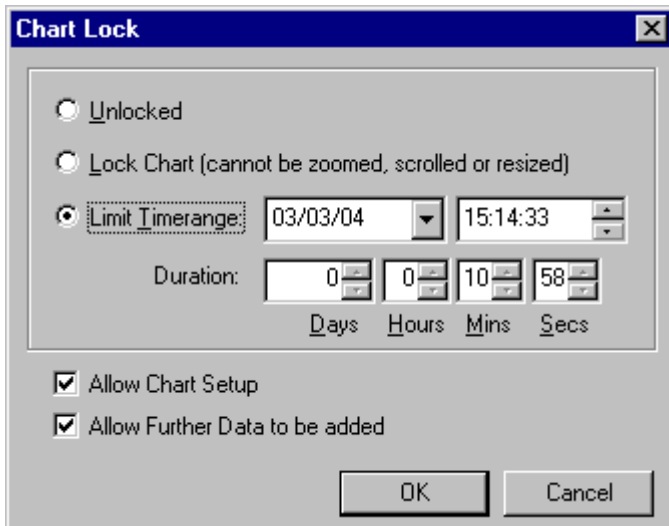 Chart Lock
Unlocked
Lock Chart (cannot be zoomed, scrolled or resized)
Limit Timerange: 03/03/04 15:14:33
Duration: 0 0 10 58
Days Hours Mins Secs
Allow Chart Setup
Allow Further Data to be added
OK Cancel